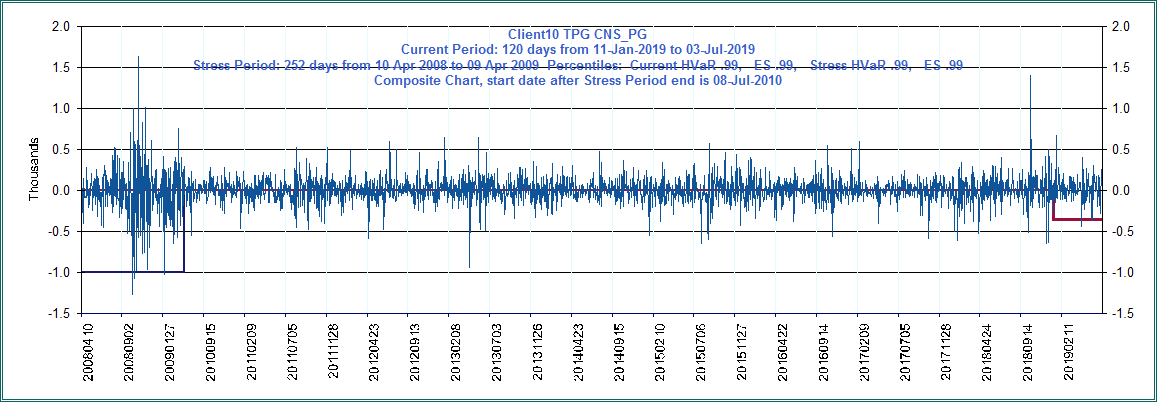 Client10 TPG CNS_PG
Current Period: 120 days from 11-Jan-2019 to 03-Jul-2019
Stress Period: 252 days from 10 Apr 2008 to 09 Apr 2009  Percentiles:  Current HVaR .99,   ES .99,    Stress HVaR .99,   ES .99
Composite Chart, start date after Stress Period end is 08-Jul-2010
2.0 2.0
1.5 1.5
1.0 1.0
0.5 0.5
Thousands
0.0 0.0
-0.5 -0.5
-1.0 -1.0
-1.5 -1.5
20080410 20080902 20090127 20100915 20110209 20110705 20111128 20120423 20120913 20130208 20130703 20131126 20140423 20140915 20150210 20150706 20151127 20160422 20160914 20170209 20170705 20171128 20180424 20180914 20190211